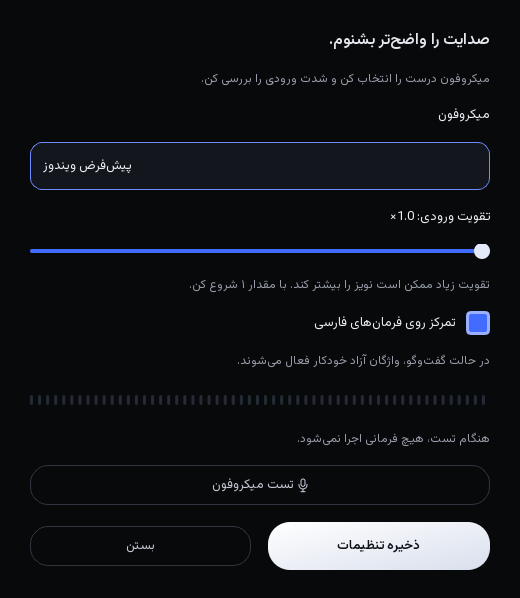 صدایت را واضح‌تر بشنوم.
میکروفون درست را انتخاب کن و شدت ورودی را بررسی کن.
میکروفون
پیش‌فرض ویندوز
تقویت ورودی: 1.0×
تقویت زیاد ممکن است نویز را بیشتر کند. با مقدار ۱ شروع کن.
تمرکز روی فرمان‌های فارسی
در حالت گفت‌وگو، واژگان آزاد خودکار فعال می‌شوند.
هنگام تست، هیچ فرمانی اجرا نمی‌شود.
تست میکروفون
ذخیره تنظیمات
بستن